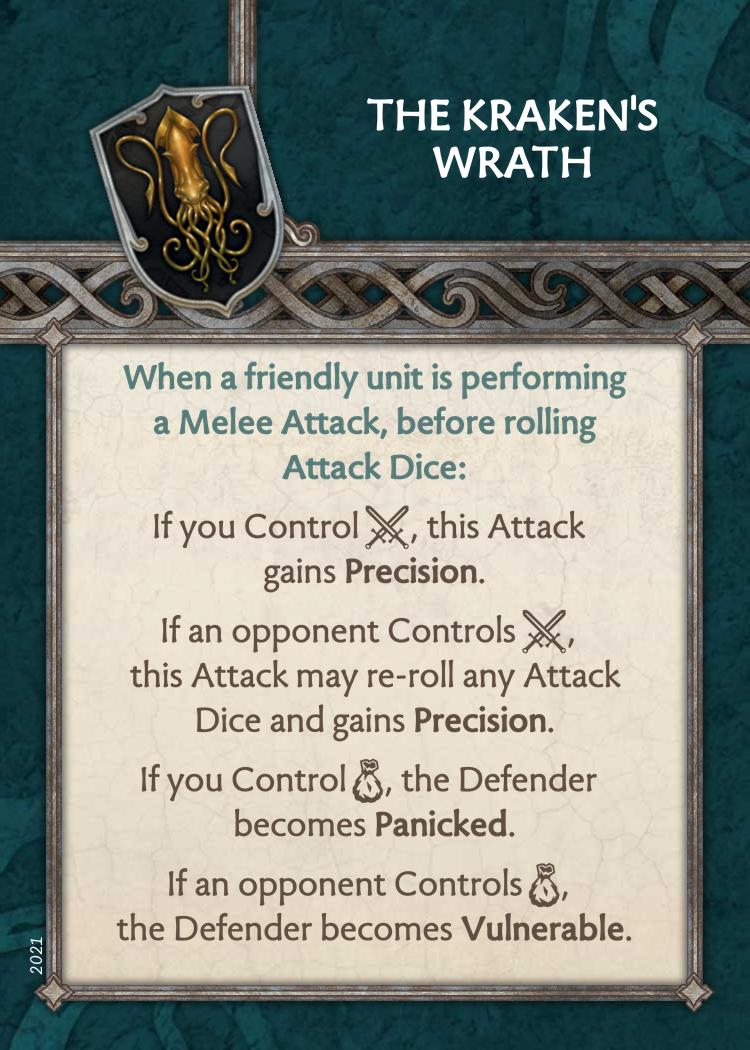 THE KRAKEN'S
WRATH
When a friendly unit is performing
a Melee Attack, before rolling
Attack Dice:
If you Control , this Attack
gains Precision.
If an opponent Controls ,
this Attack may re-roll any Attack
Dice and gains Precision.
If you Control , the Defender
becomes Panicked.
If an opponent Controls ,
the Defender becomes Vulnerable.
2021